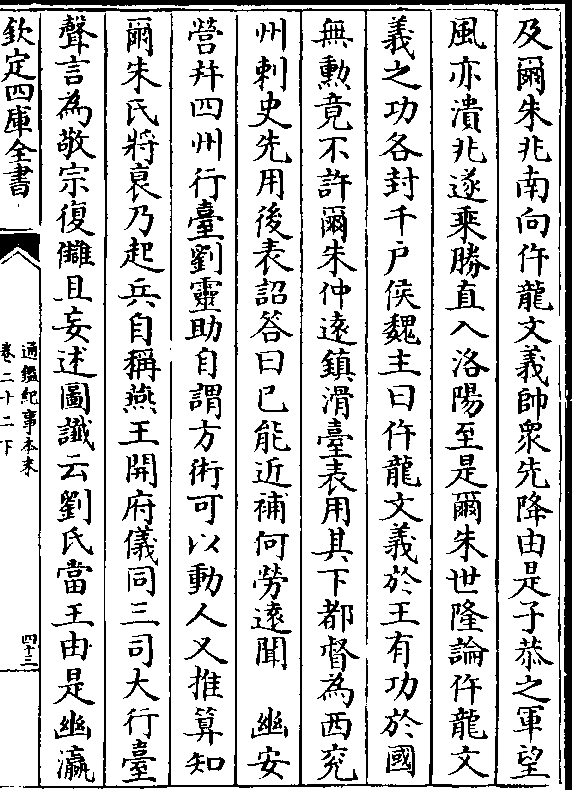 及爾朱兆南向仵龍文義帥衆先降由是子恭之軍望
風亦潰兆遂乘勝直入洛陽至是爾朱世隆論仵龍文
義之功各封千户侯魏主曰仵龍文義於王有功於國
無勲竟不許爾朱仲遠鎮滑臺表用其下都督為西兖
州刺史先用後表詔答曰已能近補何勞遠聞　幽安
營幷四州行臺劉靈助自謂方術可以動人又推算知
爾朱氏將衰乃起兵自稱燕王開府儀同三司大行臺
聲言為敬宗復讎且妄述圖讖云劉氏當王由是幽瀛
欽定四庫全書
通鑑紀事本末
卷二十二下
四十三